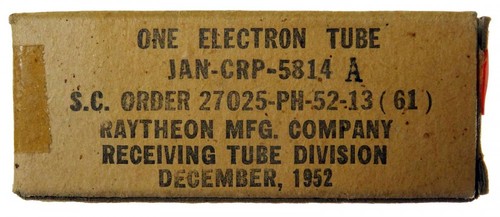 ONE ELECTRON TUBE
JAN-CRP-5814 A
S.C. ORDER 27025-PH-52-13 (61)
RAYTHEON MFG. COMPANY
RECEIVING TUBE DIVISION
DECEMBER, 1952